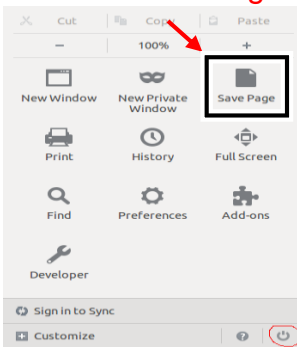 Cut Copy Paste
− 100% +
New Window New Private Window Save Page
Print History Full Screen
Find Preferences Add-ons
Developer
Sign in to Sync
Customize